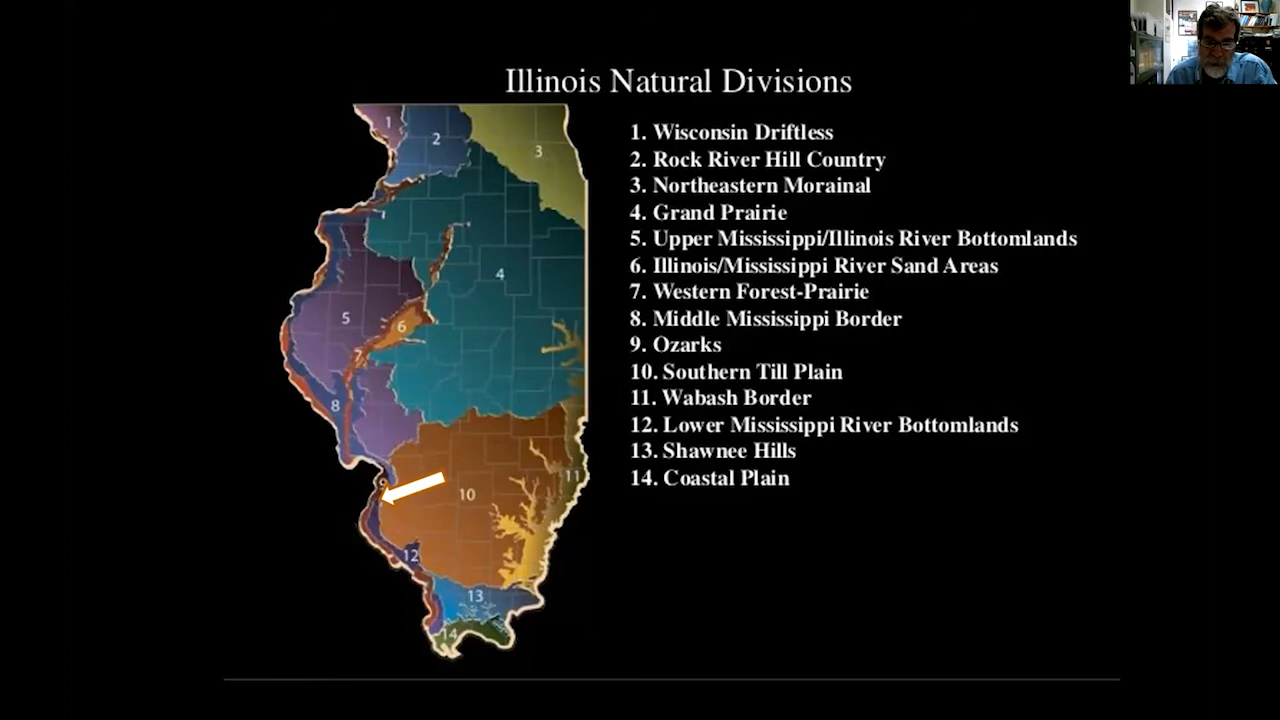 Illinois Natural Divisions
1. Wisconsin Driftless
2. Rock River Hill Country
3. Northeastern Morainal
4. Grand Prairie
5. Upper Mississippi/Illinois River Bottomlands
6. Illinois/Mississippi River Sand Areas
7. Western Forest-Prairie
8. Middle Mississippi Border
9. Ozarks
10. Southern Till Plain
11. Wabash Border
12. Lower Mississippi River Bottomlands
13. Shawnee Hills
14. Coastal Plain
1
2
3
4
5
6
7
8
9
10
11
12
13
14